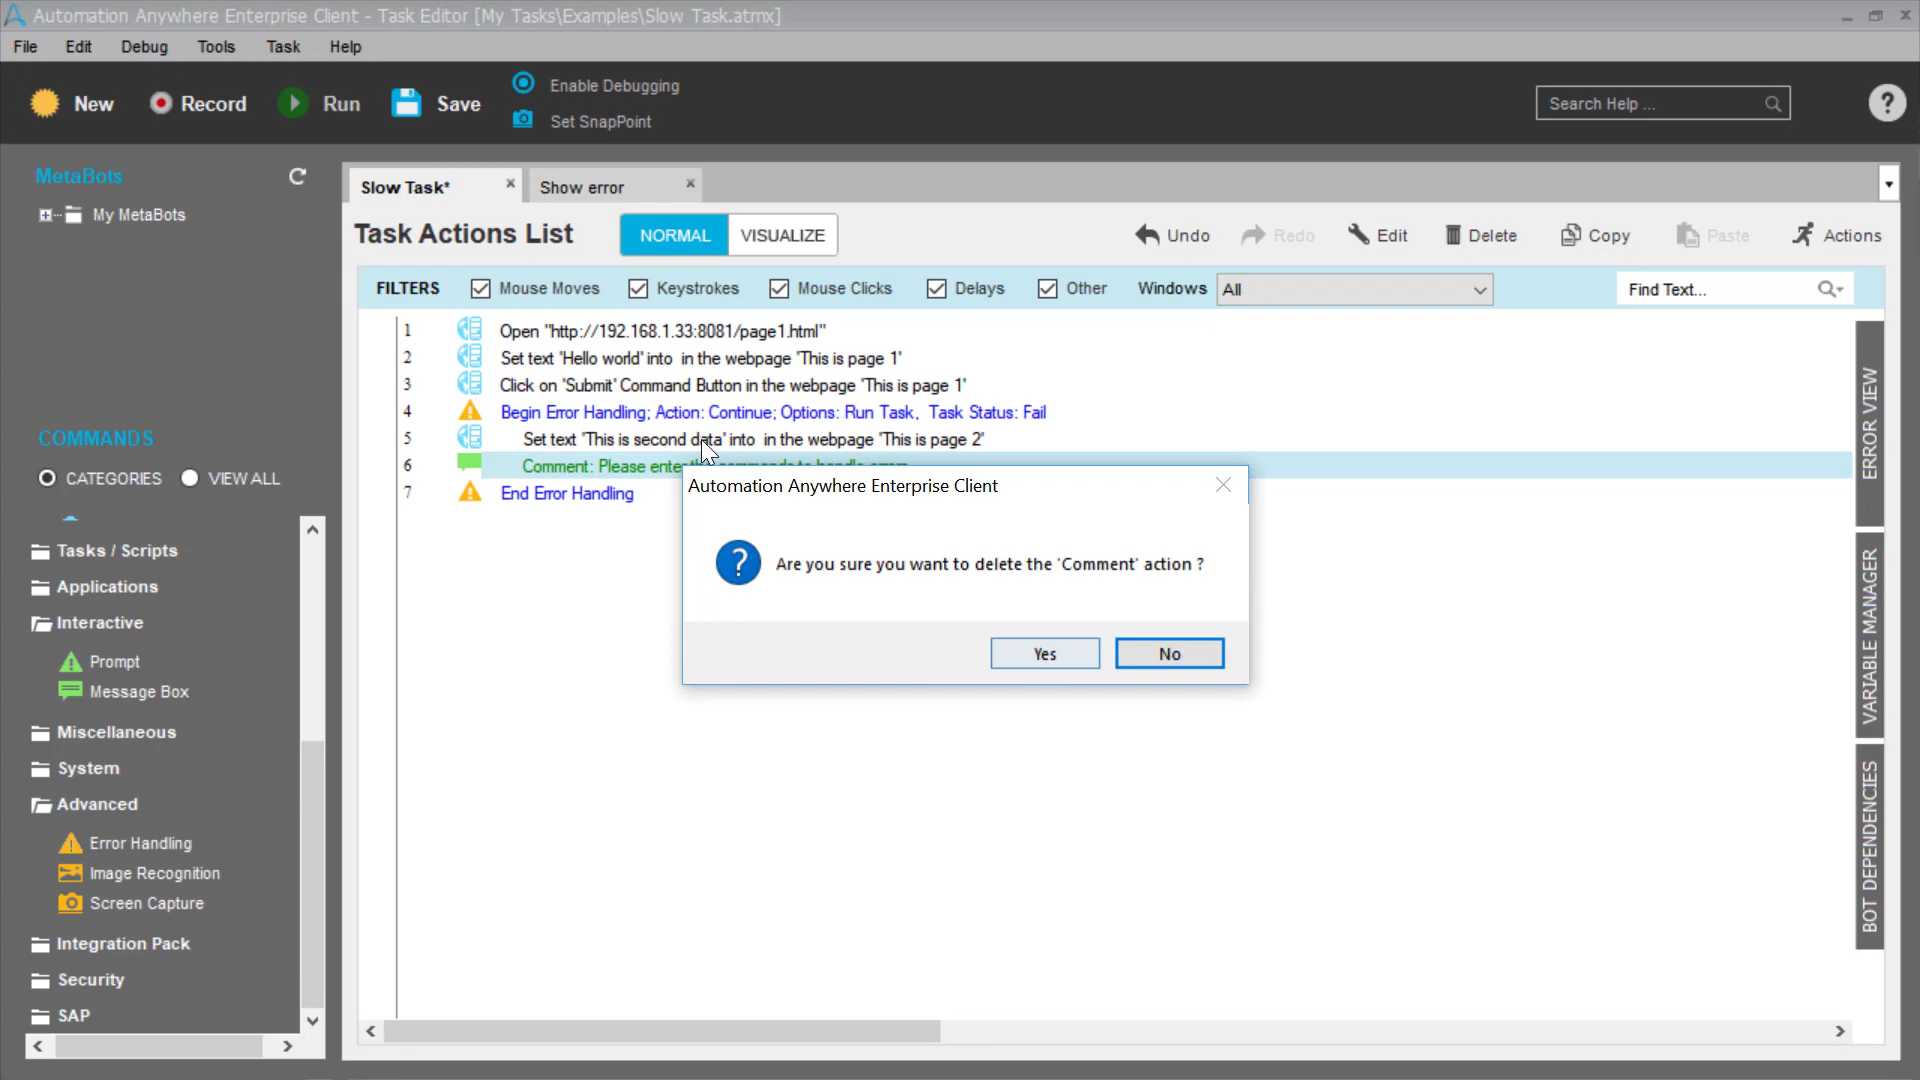 Automation Anywhere Enterprise Client - Task Editor [My Tasks\Examples\Slow Task.atmx]
File Edit Debug Tools Task Help
New Record Run Save
Enable Debugging
Set SnapPoint
Search Help ...
?
MetaBots
My MetaBots
COMMANDS
CATEGORIES VIEW ALL
Tasks / Scripts
Applications
Interactive
Prompt
Message Box
Miscellaneous
System
Advanced
Error Handling
Image Recognition
Screen Capture
Integration Pack
Security
SAP
Slow Task* Show error
Task Actions List NORMAL VISUALIZE Undo Redo Edit Delete Copy Paste Actions
FILTERS Mouse Moves Keystrokes Mouse Clicks Delays Other Windows All Find Text...
1 Open "http://192.168.1.33:8081/page1.html"
2 Set text 'Hello world' into in the webpage 'This is page 1'
3 Click on 'Submit' Command Button in the webpage 'This is page 1'
4 Begin Error Handling; Action: Continue; Options: Run Task, Task Status: Fail
5 Set text 'This is second data' into in the webpage 'This is page 2'
6 Comment: Please enter
7 End Error Handling
Automation Anywhere Enterprise Client
? Are you sure you want to delete the 'Comment' action ?
Yes No
ERROR VIEW
VARIABLE MANAGER
BOT DEPENDENCIES